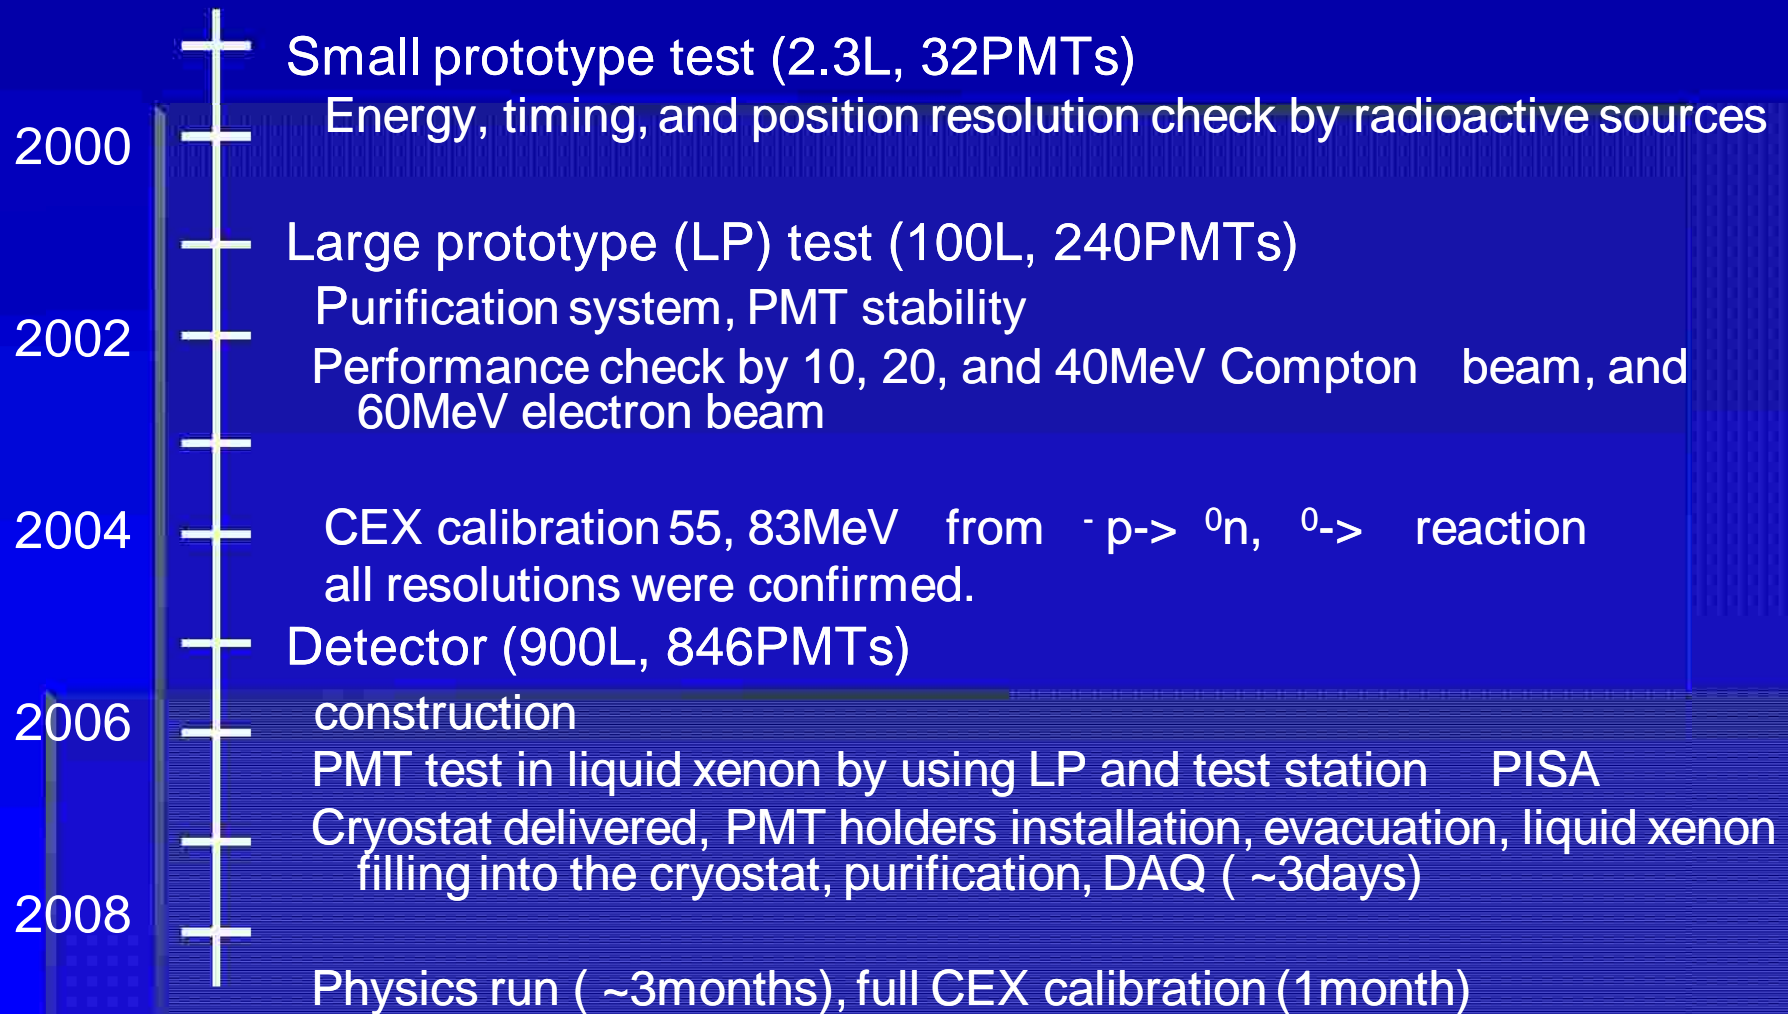 Small prototype test (2.3L, 32PMTs)
Energy, timing, and position resolution check by radioactive sources
2000
Large prototype (LP) test (100L, 240PMTs)
Purification system, PMT stability
2002
Performance check by 10, 20, and 40MeV Compton beam, and
60MeV electron beam
2004
CEX calibration 55, 83MeV from - p-> 0n, 0-> reaction
all resolutions were confirmed.
Detector (900L, 846PMTs)
2006
construction
PMT test in liquid xenon by using LP and test station PISA
Cryostat delivered, PMT holders installation, evacuation, liquid xenon
filling into the cryostat, purification, DAQ ( ~3days)
2008
Physics run ( ~3months), full CEX calibration (1month)